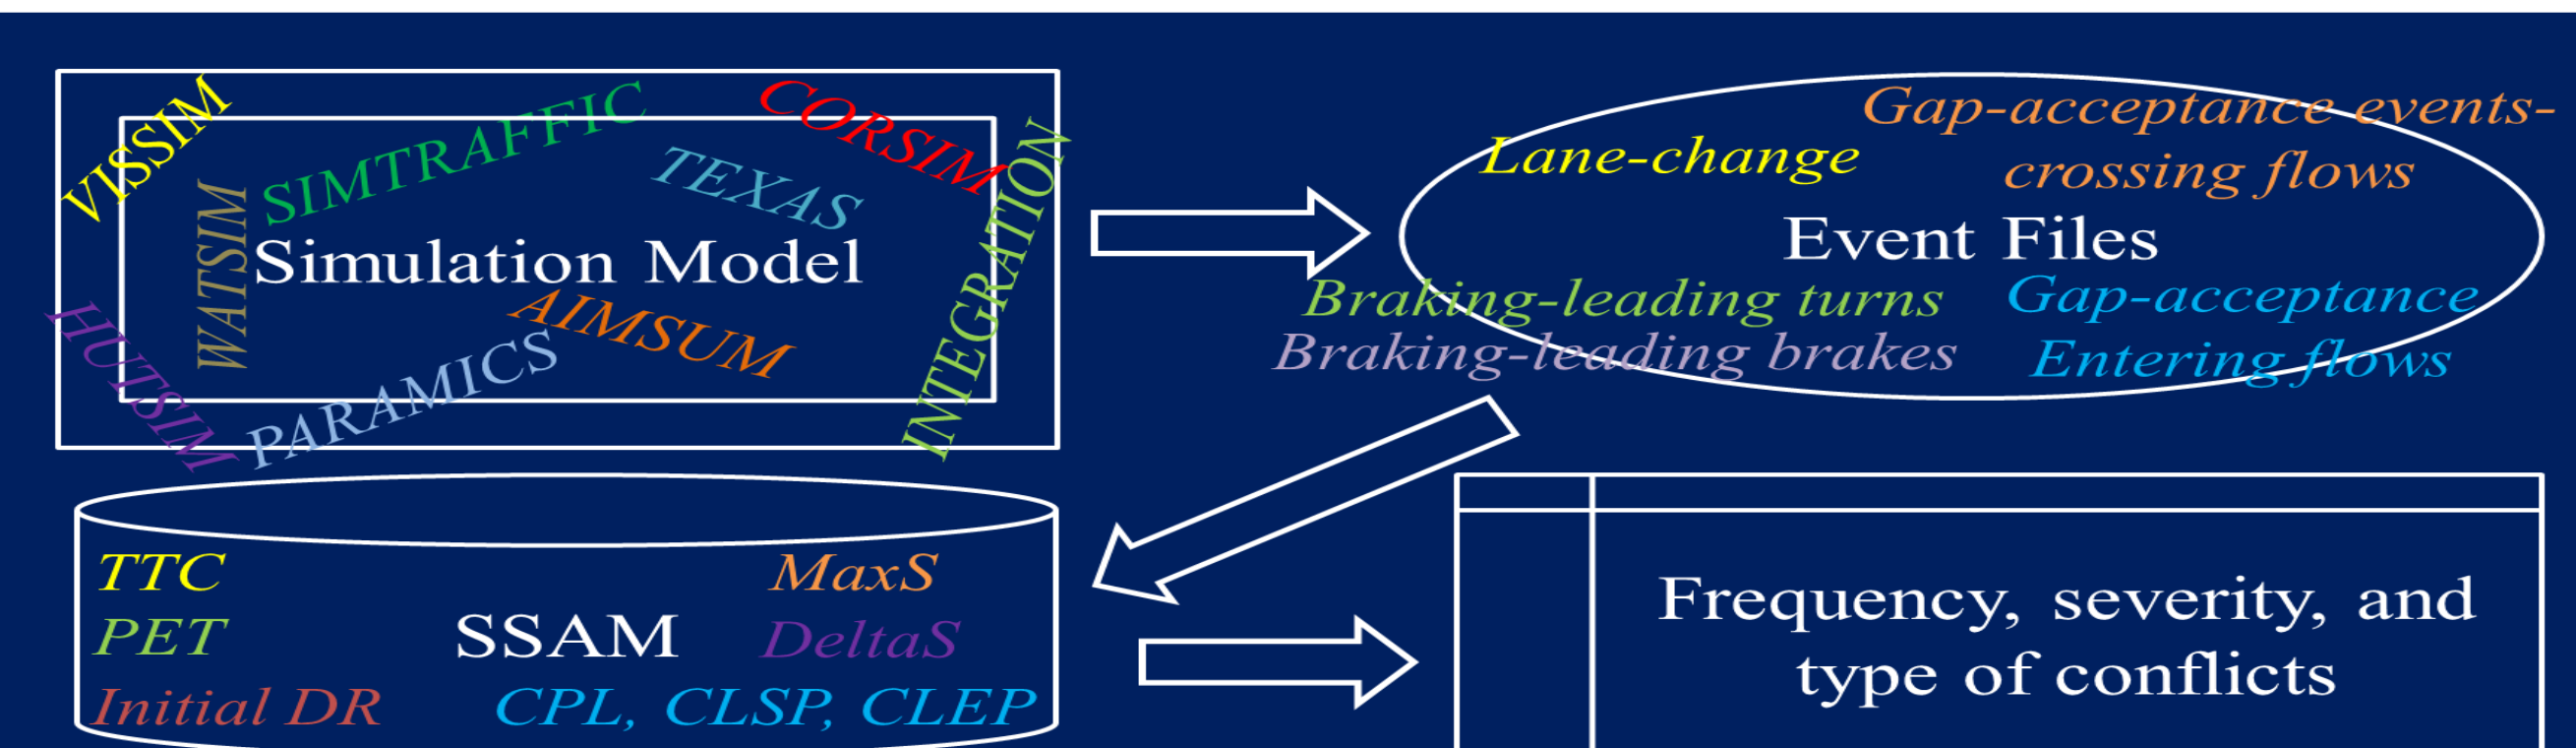 VISSIM
SIMTRAFFIC
CORSIM
TEXAS
WATSIM
Simulation Model
INTEGRATION
AIMSUM
HUTSIM
PARAMICS
Gap-acceptance events-
crossing flows
Lane-change
Event Files
Braking-leading turns
Braking-leading brakes
Gap-acceptance
Entering flows
TTC
PET
Initial DR
SSAM
MaxS
DeltaS
CPL, CLSP, CLEP
Frequency, severity, and
type of conflicts